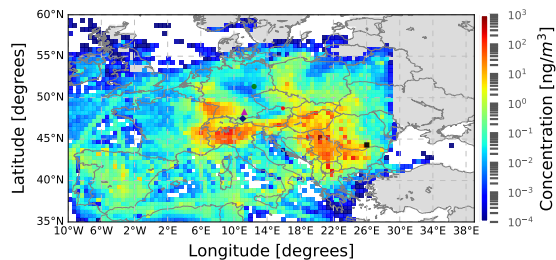 60°N
55°N
50°N
45°N
40°N
35°N
Latitude [degrees]
10°W 6°W 2°W 2°E 6°E 10°E 14°E 18°E 22°E 26°E 30°E 34°E 38°E
Longitude [degrees]
10³
10²
10¹
10⁰
10⁻¹
10⁻²
10⁻³
10⁻⁴
Concentration [ng/m³]